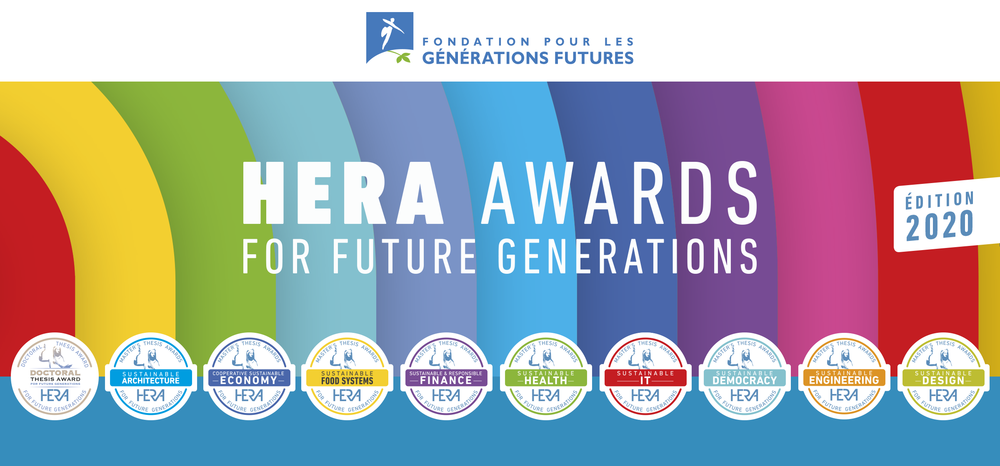 FONDATION POUR LES
GÉNÉRATIONS FUTURES
HERA AWARDS
FOR FUTURE GENERATIONS
ÉDITION
2020
DOCTORAL THESIS AWARD
DOCTORAL
THESIS AWARD
FOR FUTURE GENERATIONS
HERA
FOR FUTURE GENERATIONS
MASTER'S THESIS AWARDS
SUSTAINABLE
ARCHITECTURE
HERA
FOR FUTURE GENERATIONS
MASTER'S THESIS AWARDS
COOPERATIVE SUSTAINABLE
ECONOMY
HERA
FOR FUTURE GENERATIONS
MASTER'S THESIS AWARDS
SUSTAINABLE
FOOD SYSTEMS
HERA
FOR FUTURE GENERATIONS
MASTER'S THESIS AWARDS
SUSTAINABLE & RESPONSIBLE
FINANCE
HERA
FOR FUTURE GENERATIONS
MASTER'S THESIS AWARDS
SUSTAINABLE
HEALTH
HERA
FOR FUTURE GENERATIONS
MASTER'S THESIS AWARDS
SUSTAINABLE
IT
HERA
FOR FUTURE GENERATIONS
MASTER'S THESIS AWARDS
SUSTAINABLE
DEMOCRACY
HERA
FOR FUTURE GENERATIONS
MASTER'S THESIS AWARDS
SUSTAINABLE
ENGINEERING
HERA
FOR FUTURE GENERATIONS
MASTER'S THESIS AWARDS
SUSTAINABLE
DESIGN
HERA
FOR FUTURE GENERATIONS